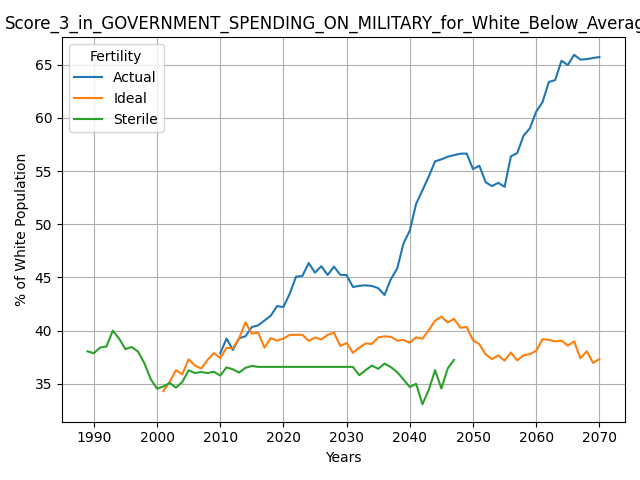 Score_3_in_GOVERNMENT_SPENDING_ON_MILITARY_for_White_Below_Averag
Fertility
Actual
Ideal
Sterile
% of White Population
65
60
55
50
45
40
35
1990 2000 2010 2020 2030 2040 2050 2060 2070
Years